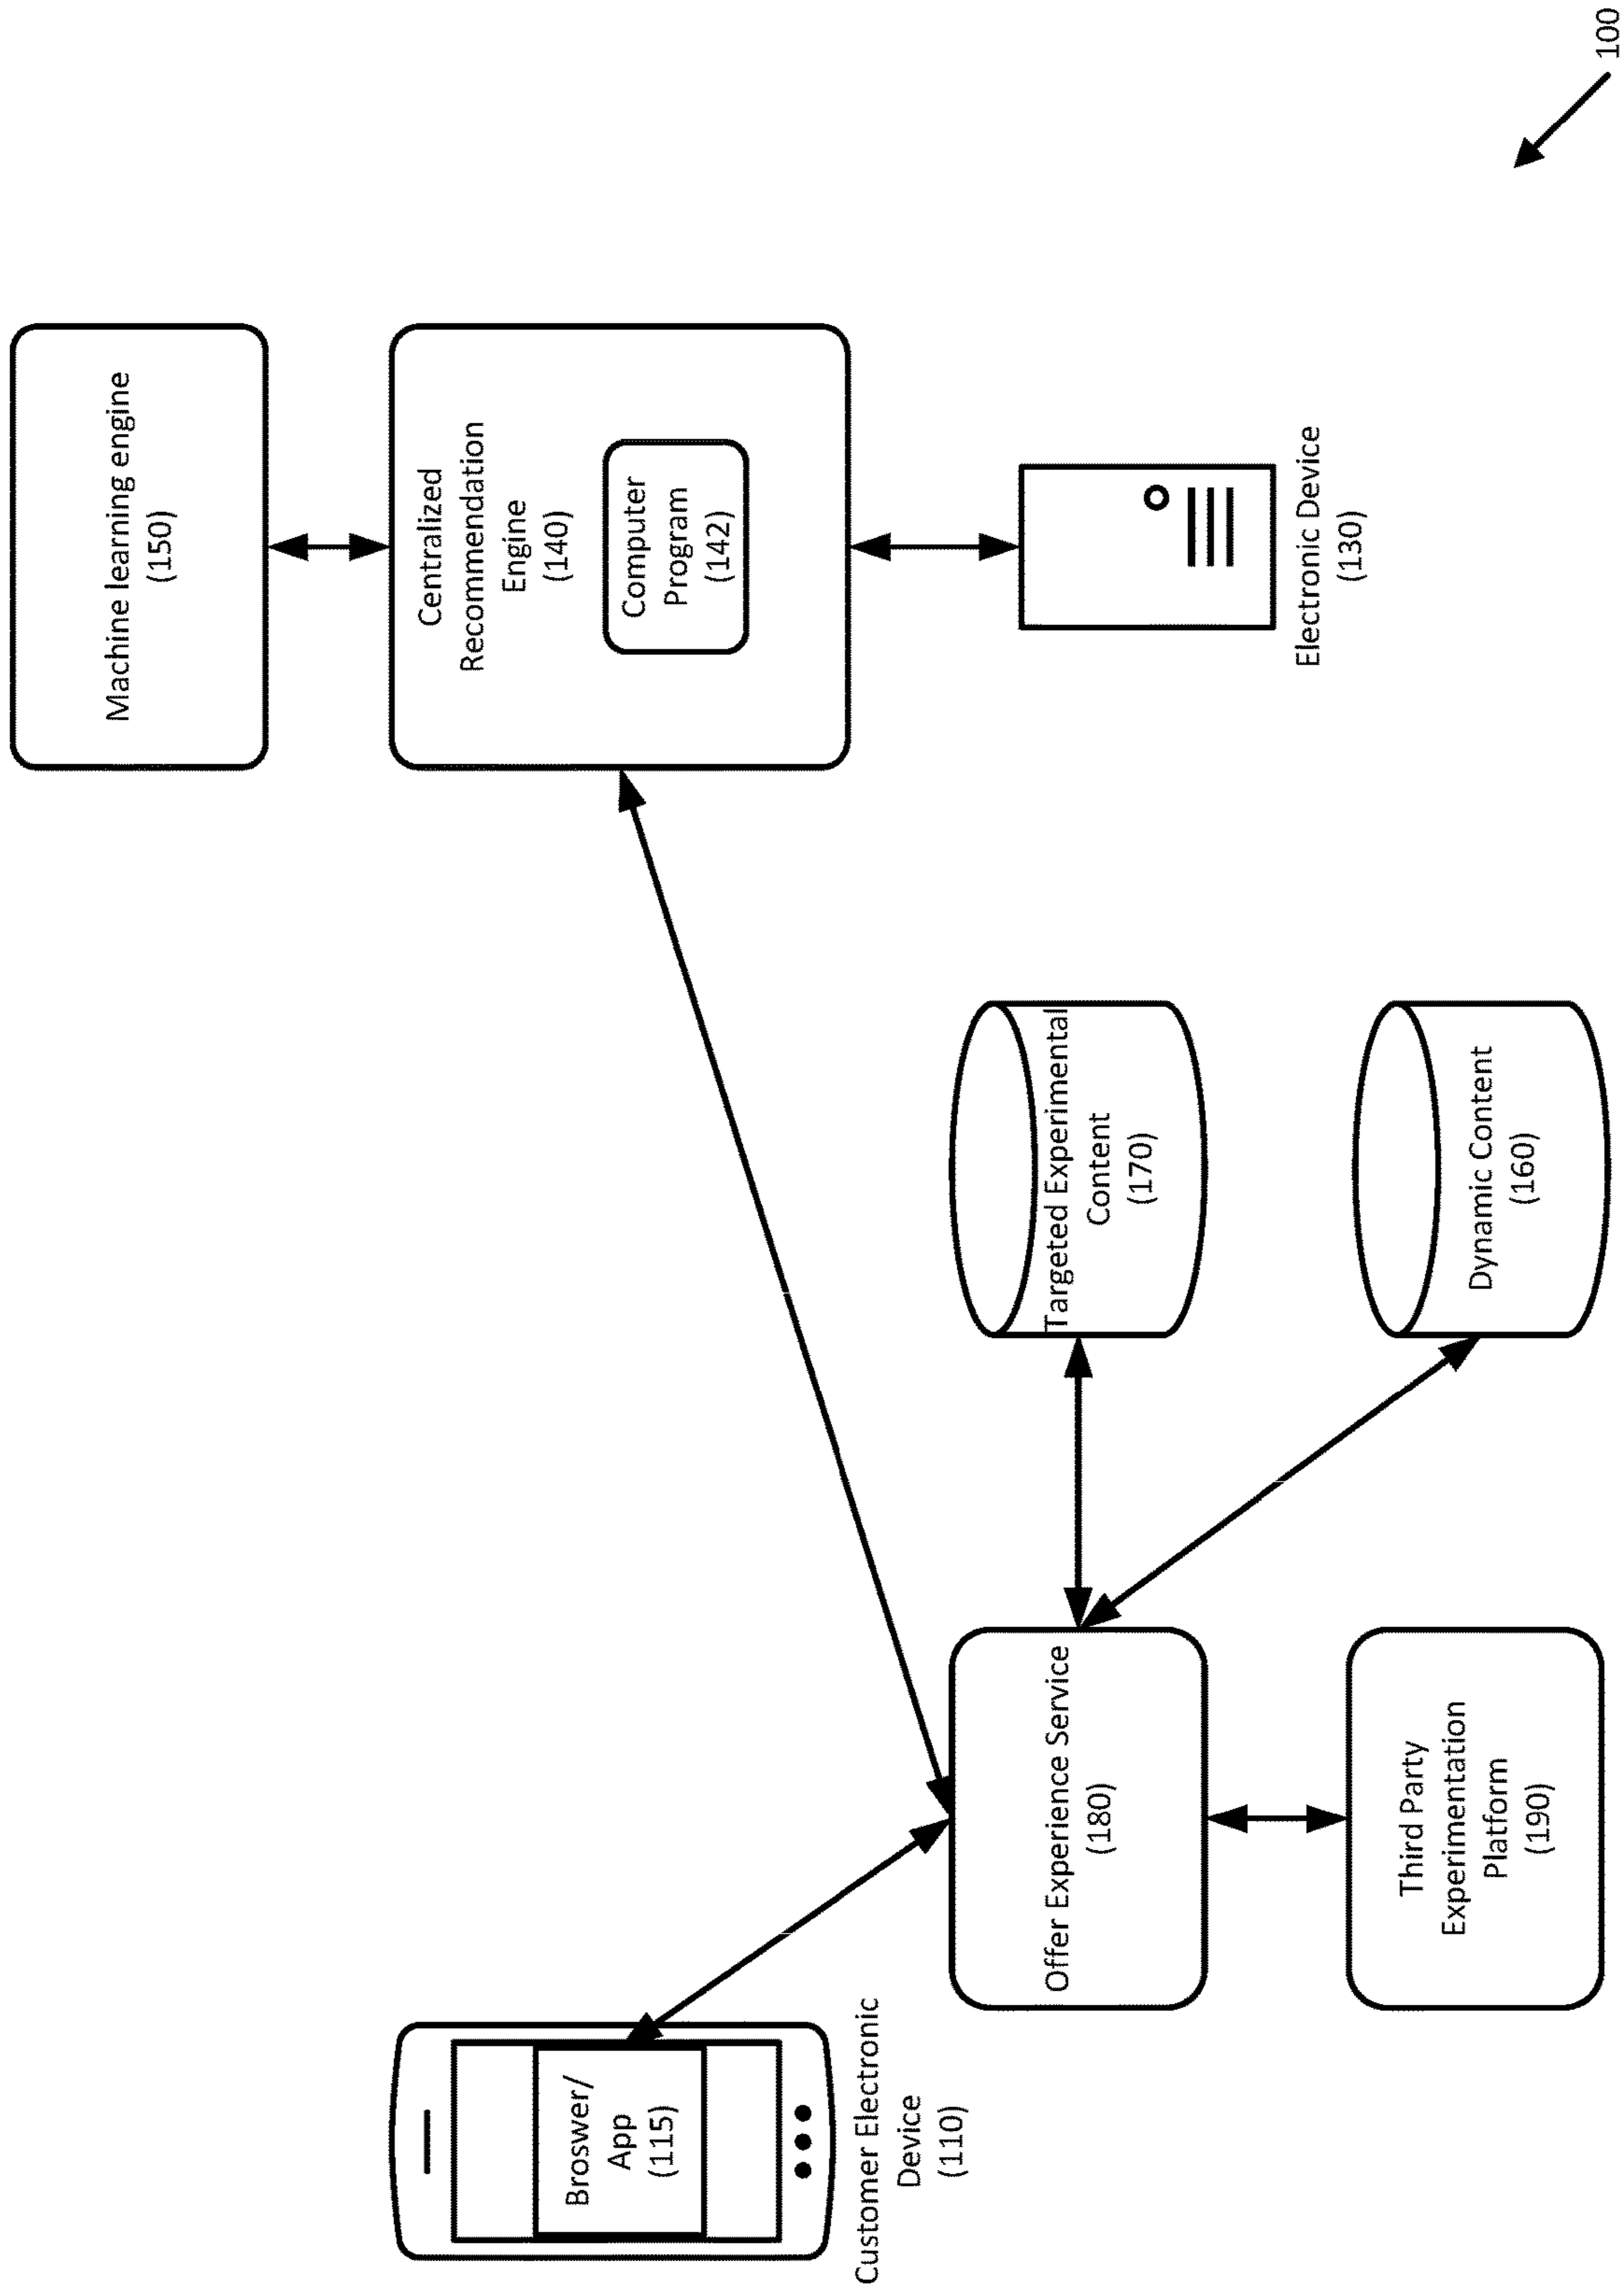 Machine learning engine
(150)
Centralized
Recommendation
Engine
(140)
Computer
Program
(142)
Electronic Device
(130)
Broswer/
App
(115)
Customer Electronic
Device
(110)
Offer Experience Service
(180)
Targeted Experimental
Content
(170)
Third Party
Experimentation
Platform
(190)
Dynamic Content
(160)
100